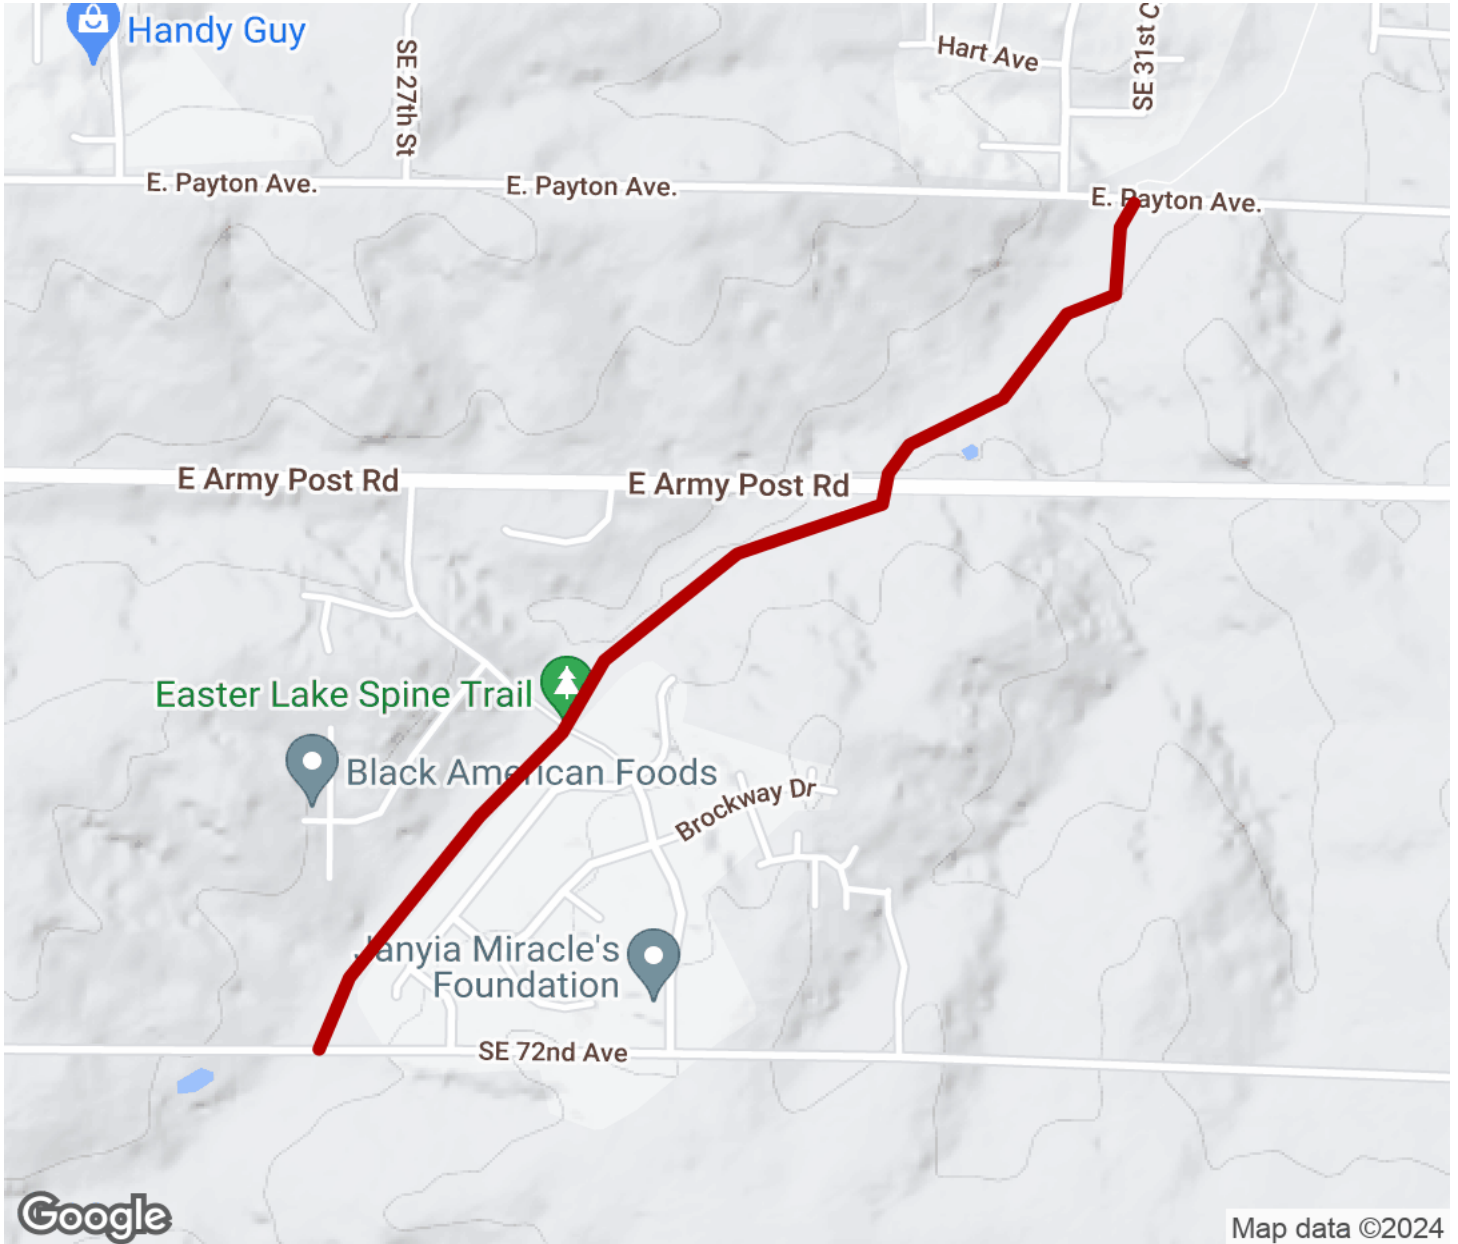 Handy Guy
SE 27th St
Hart Ave
SE 31st C
E. Payton Ave.
E. Payton Ave.
E. Payton Ave.
E Army Post Rd
E Army Post Rd
Easter Lake Spine Trail
Black American Foods
Brockway Dr
Janyia Miracle's
Foundation
SE 72nd Ave
Google
Map data ©2024